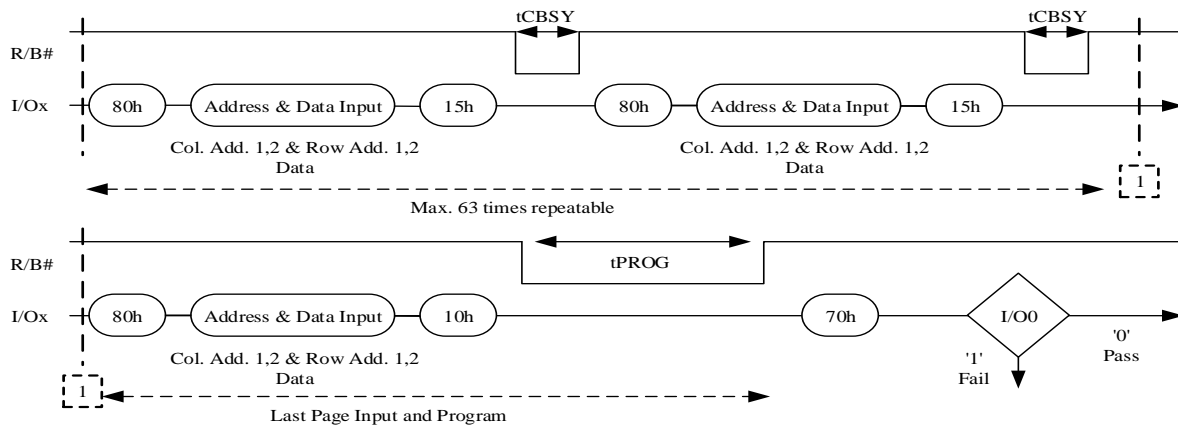 tCBSY tCBSY
R/B#
I/Ox 80h Address & Data Input 15h 80h Address & Data Input 15h
Col. Add. 1,2 & Row Add. 1,2 Col. Add. 1,2 & Row Add. 1,2
Data Data
1
Max. 63 times repeatable
R/B#
tPROG
I/Ox 80h Address & Data Input 10h 70h I/O0
'0'
Pass
Col. Add. 1,2 & Row Add. 1,2 '1'
Data Fail
1
Last Page Input and Program